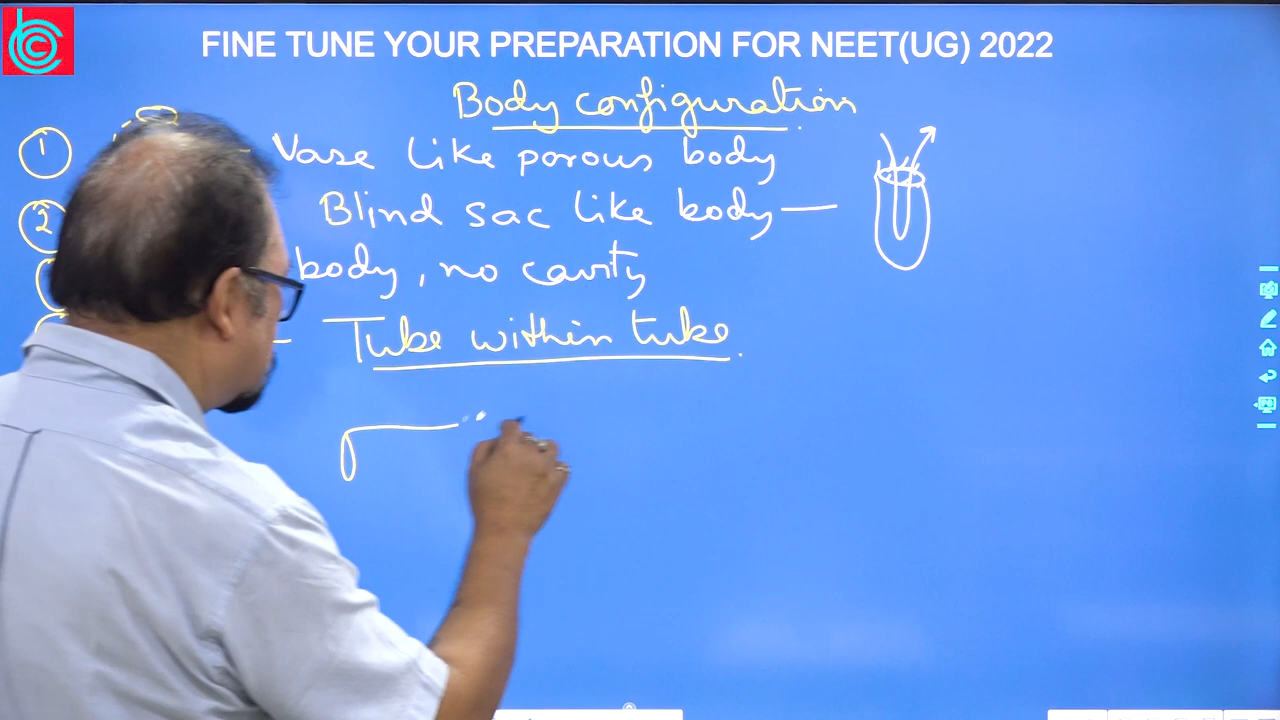 FINE TUNE YOUR PREPARATION FOR NEET(UG) 2022
Body configuration
1 Vase like porous body
2 Blind sac like body —
body, no cavity
- Tube within tube.